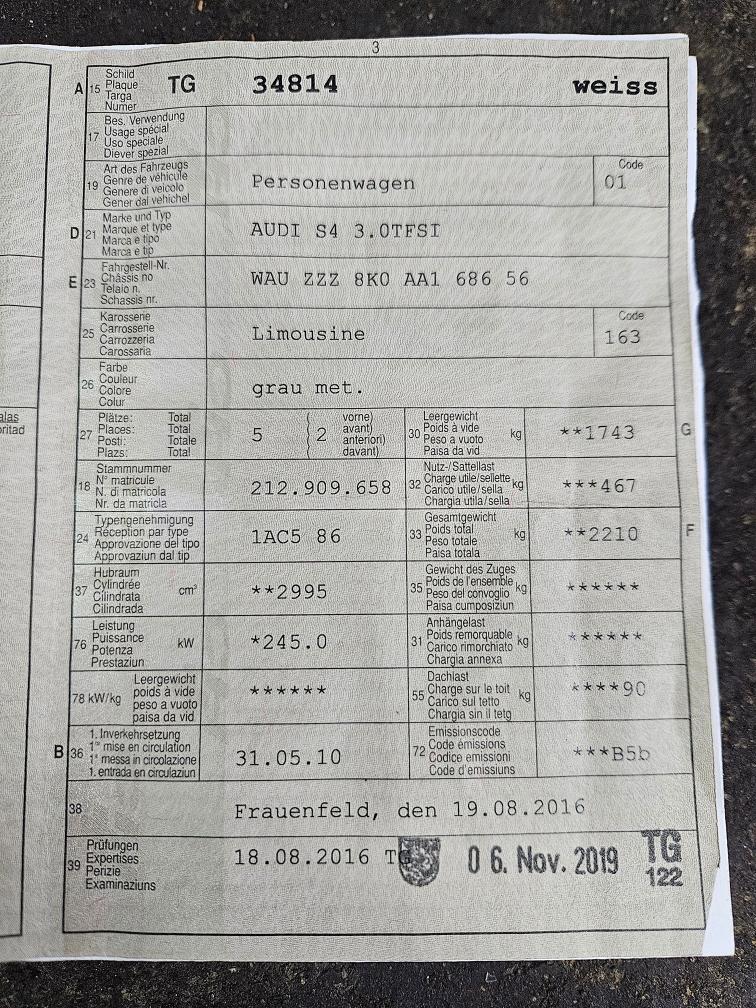 3
A 15 Schild
Plaque
Targa
Numer
TG 34814 weiss
17 Bes. Verwendung
Usage spécial
Uso speciale
Diever spezial
19 Art des Fahrzeugs
Genre de véhicule
Genere di veicolo
Gener dal vehichel
Personenwagen
Code
01
D 21 Marke und Typ
Marque et type
Marca e tipo
Marca e tip
AUDI S4 3.0TFSI
E 23 Fahrgestell-Nr.
Châssis no
Telaio n.
Schassis nr.
WAU ZZZ 8K0 AA1 686 56
25 Karosserie
Carrosserie
Carrozzeria
Carossaria
Limousine
Code
163
26 Farbe
Couleur
Colore
Colur
grau met.
27 Plätze: Total
Places: Total
Posti: Totale
Plazs: Total
5 ( 2 vorne)
avant)
anteriori)
davant)
30 Leergewicht
Poids à vide
Peso a vuoto
Paisa da vid
kg
**1743
G
18 Stammnummer
N° matricule
N. di matricola
Nr. da matricla
212.909.658
32 Nutz-/Sattellast
Charge utile/sellette
Carico utile/sella
Chargia utila/sella
kg
***467
24 Typengenehmigung
Réception par type
Approvazione del tipo
Approvaziun dal tip
1AC5 86
33 Gesamtgewicht
Poids total
Peso totale
Paisa totala
kg
**2210
F
37 Hubraum
Cylindrée
Cilindrata
Cilindrada
cm³
**2995
35 Gewicht des Zuges
Poids de l'ensemble
Peso del convoglio
Paisa cumposiziun
kg
******
76 Leistung
Puissance
Potenza
Prestaziun
kW
*245.0
31 Anhängelast
Poids remorquable
Carico rimorchiato
Chargia annexa
kg
******
78 kW/kg Leergewicht
poids à vide
peso a vuoto
paisa da vid
******
55 Dachlast
Charge sur le toit
Carico sul tetto
Chargia sin il tetg
kg
****90
B 36 1. Inverkehrsetzung
1re mise en circulation
1a messa in circolazione
1. entrada en circulaziun
31.05.10
72 Emissionscode
Code émissions
Codice emissioni
Code d'emissiuns
***B5b
38 Frauenfeld, den 19.08.2016
39 Prüfungen
Expertises
Perizie
Examinaziuns
18.08.2016 TG
06. Nov. 2019
TG
122